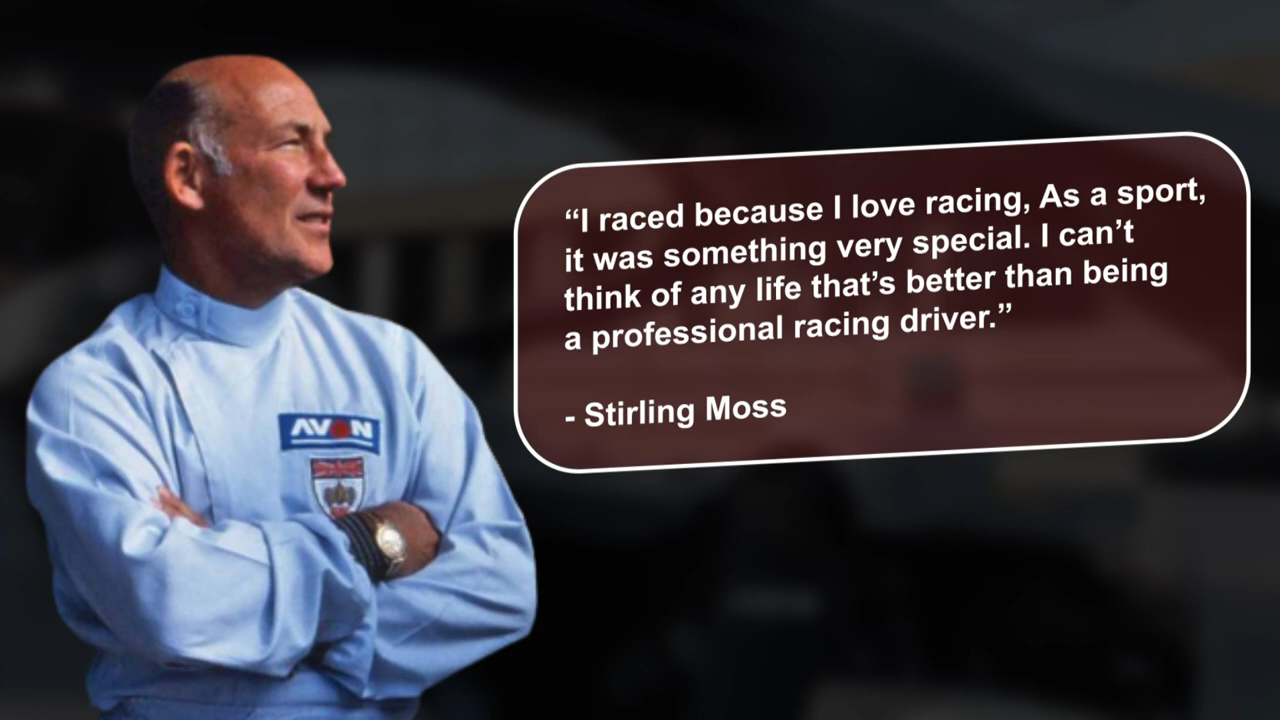 “I raced because I love racing, As a sport,
it was something very special. I can’t
think of any life that’s better than being
a professional racing driver.”
- Stirling Moss
AVON